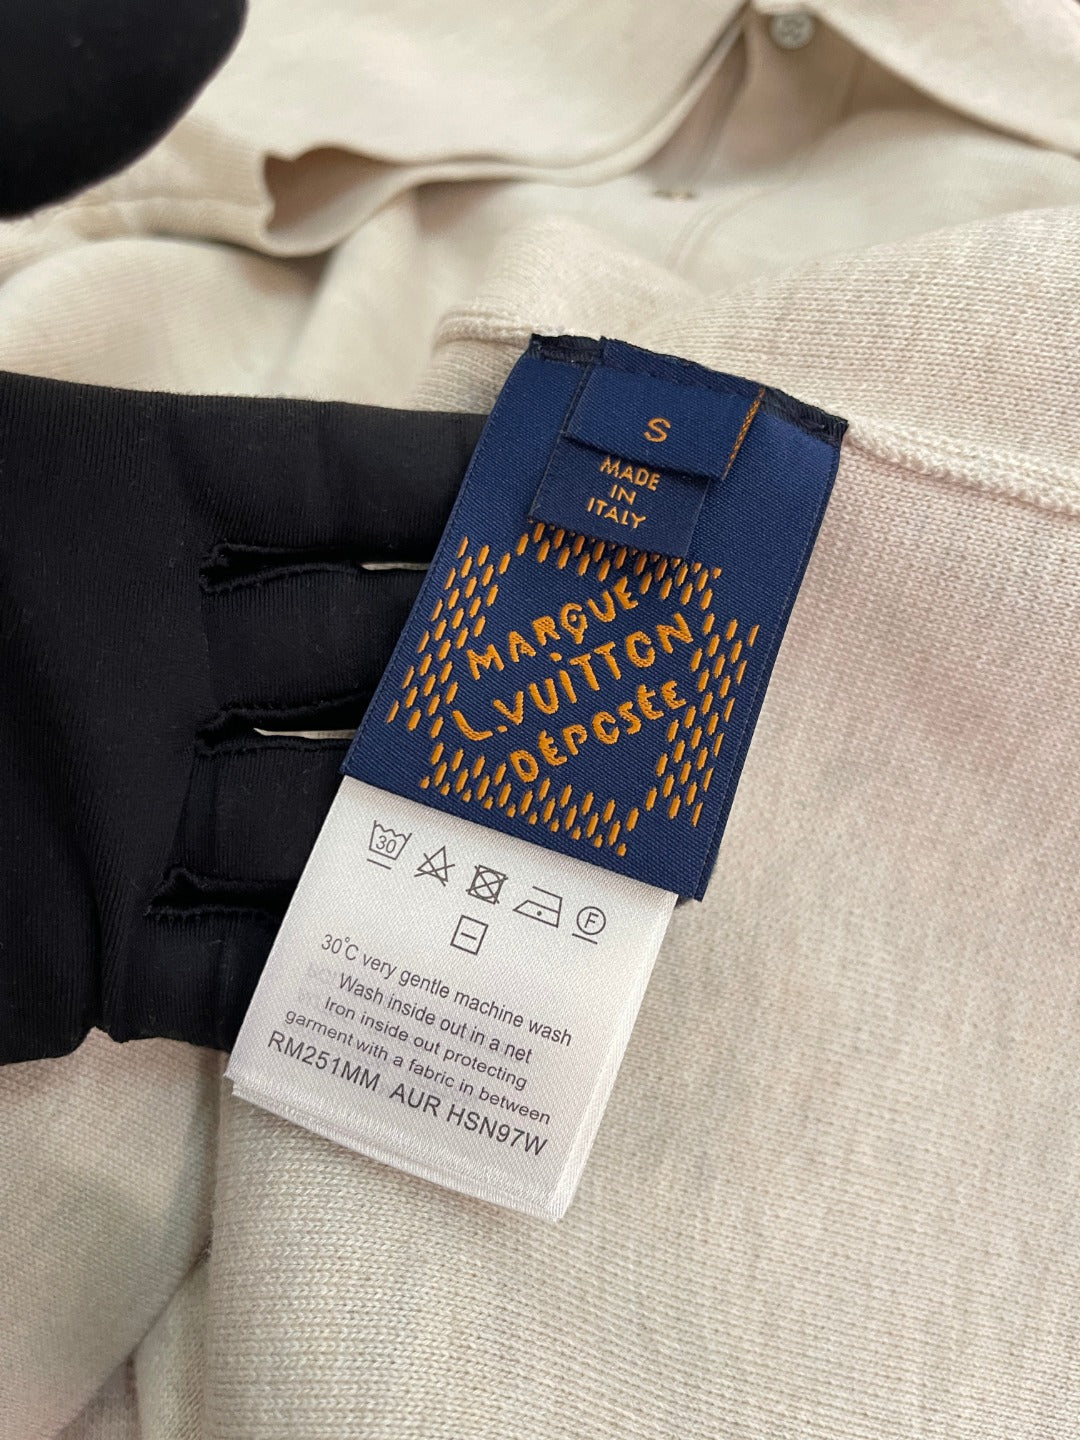 S
MADE
IN
ITALY
MARQUE
L.VUITTON
DÉPOSÉE
30
F
30°C very gentle machine wash
Wash inside out in a net
Iron inside out protecting
garment with a fabric in between
RM251MM AUR HSN97W